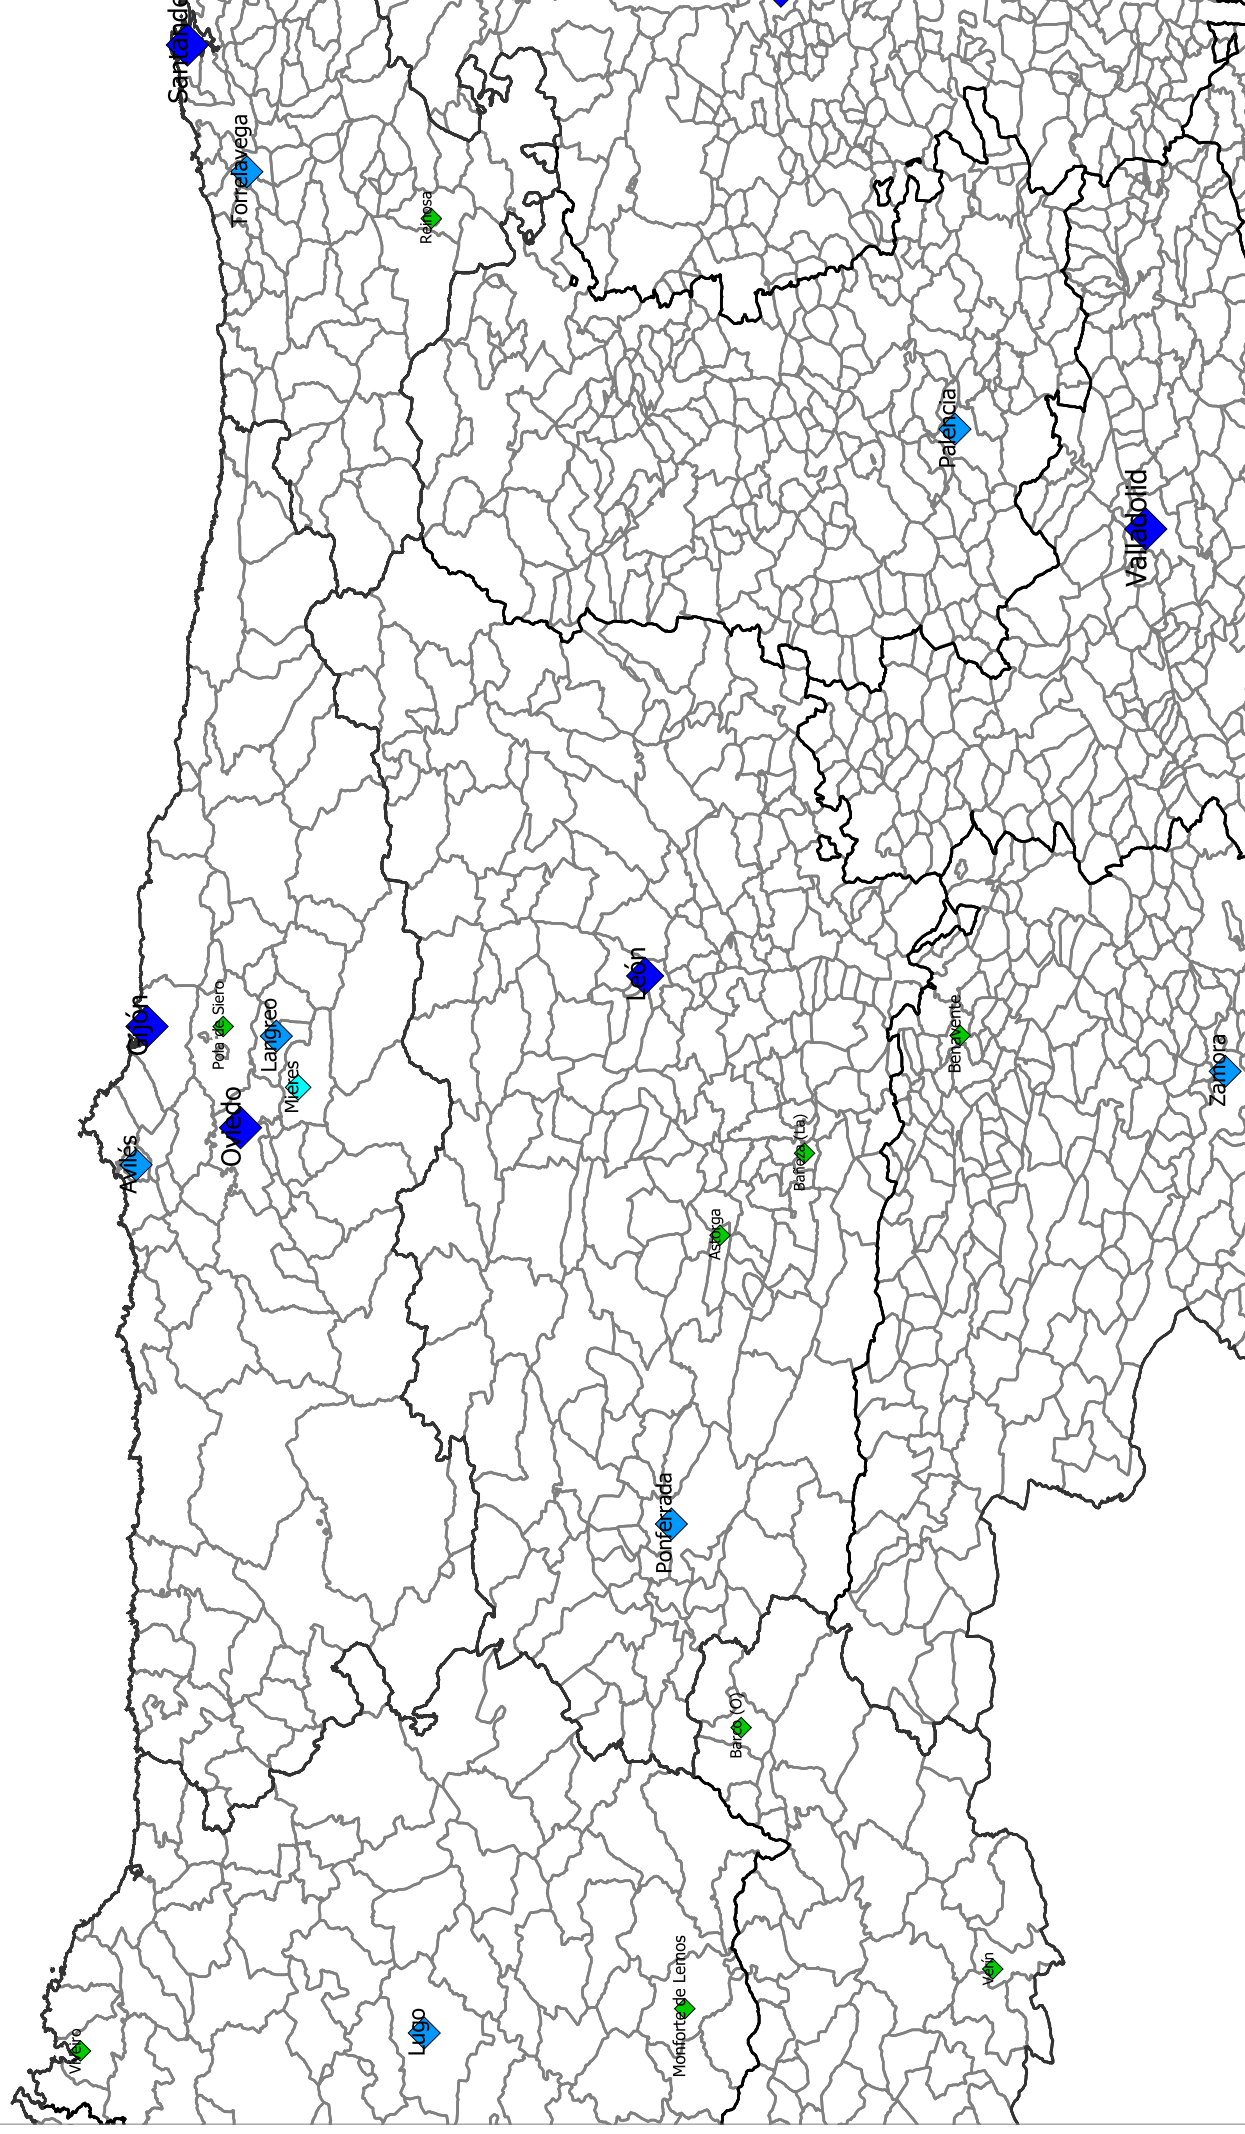 Santande
Torrelavega
Reinosa
Palencia
Valladolid
Gijón
Pola de Siero
Langreo
Mieres
Oviedo
Avilés
León
Benavente
Zamora
Bañeza (La)
Astorga
Ponferrada
Barco (O)
Viveiro
Lugo
Monforte de Lemos
Verín